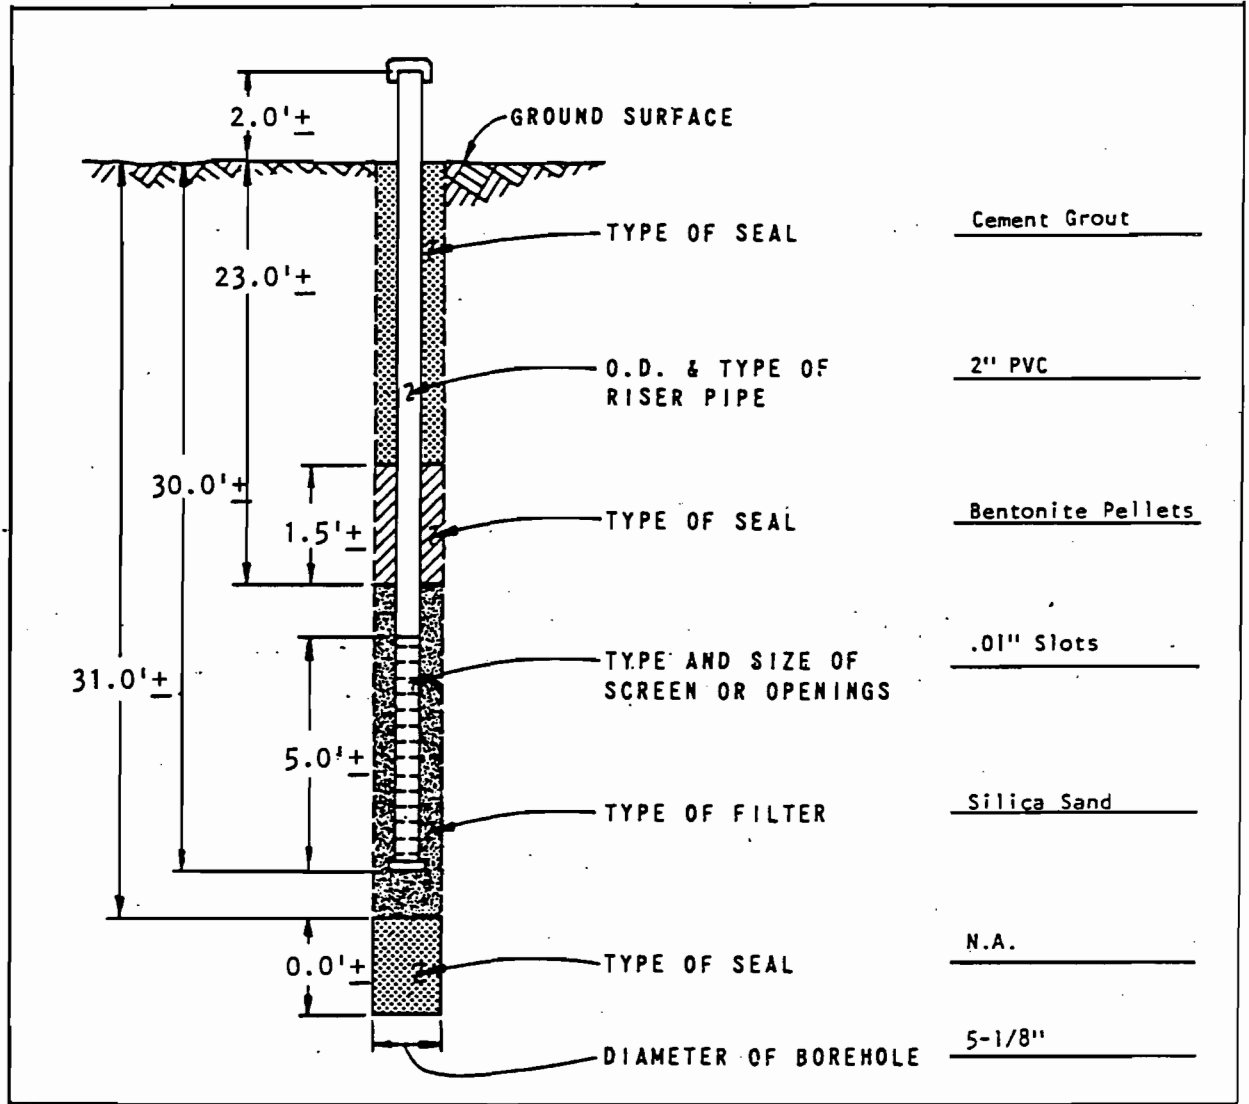 2.0'±
GROUND SURFACE
TYPE OF SEAL Cement Grout
23.0'±
O.D. & TYPE OF RISER PIPE 2" PVC
30.0'±
1.5'±
TYPE OF SEAL Bentonite Pellets
31.0'±
TYPE AND SIZE OF SCREEN OR OPENINGS .01" Slots
5.0'±
TYPE OF FILTER Silica Sand
0.0'±
TYPE OF SEAL N.A.
DIAMETER OF BOREHOLE 5-1/8"